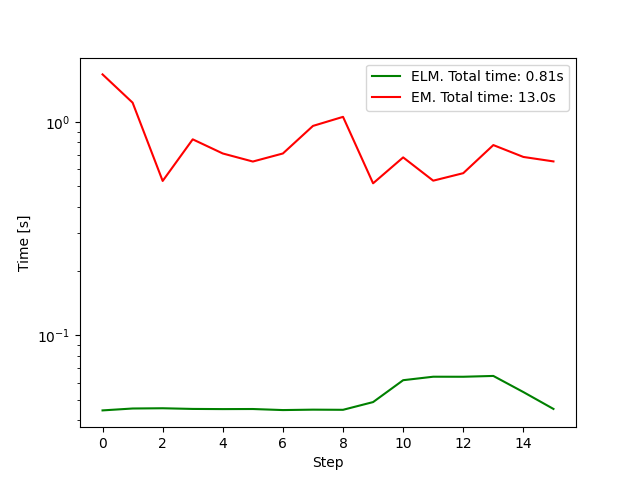 ELM. Total time: 0.81s
EM. Total time: 13.0s
10⁰
10⁻¹
Time [s]
0 2 4 6 8 10 12 14
Step